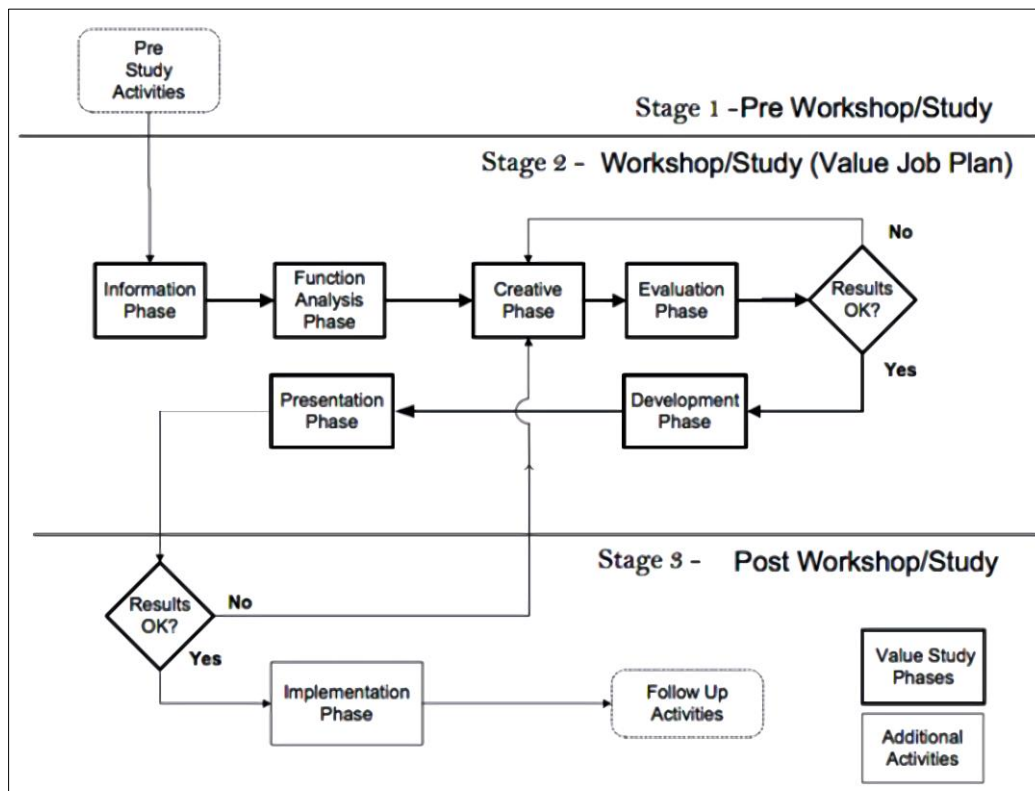 Pre
Study
Activities
Stage 1 -Pre Workshop/Study
Stage 2 - Workshop/Study (Value Job Plan)
No
Information
Phase
Function
Analysis
Phase
Creative
Phase
Evaluation
Phase
Results
OK?
Yes
Presentation
Phase
Development
Phase
Stage 3 - Post Workshop/Study
Results
OK?
No
Yes
Implementation
Phase
Follow Up
Activities
Value Study
Phases
Additional
Activities